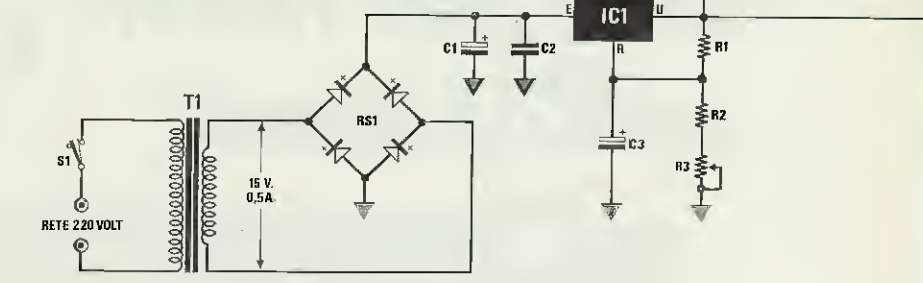 E
IC1
U
R
C1
+
C2
R1
+
C3
R2
R3
T1
S1
RS1
15 V.
0,5A.
RETE 220 VOLT